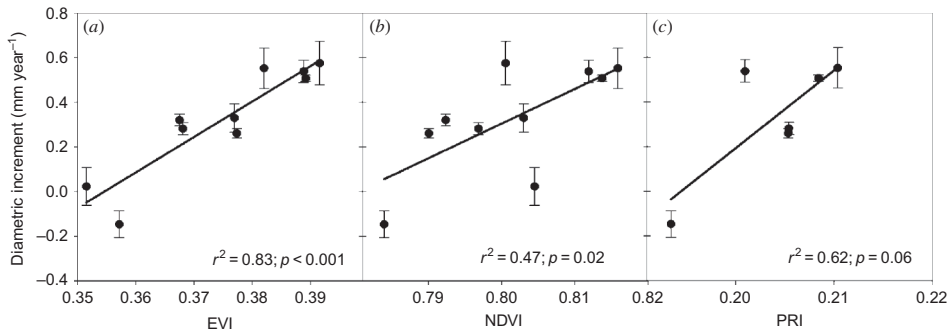 (a) (b) (c)
Diametric increment (mm year⁻¹)
0.8
0.6
0.4
0.2
0.0
–0.2
–0.4
r² = 0.83; p < 0.001
r² = 0.47; p = 0.02
r² = 0.62; p = 0.06
0.35 0.36 0.37 0.38 0.39 0.79 0.80 0.81 0.82 0.20 0.21 0.22
EVI NDVI PRI